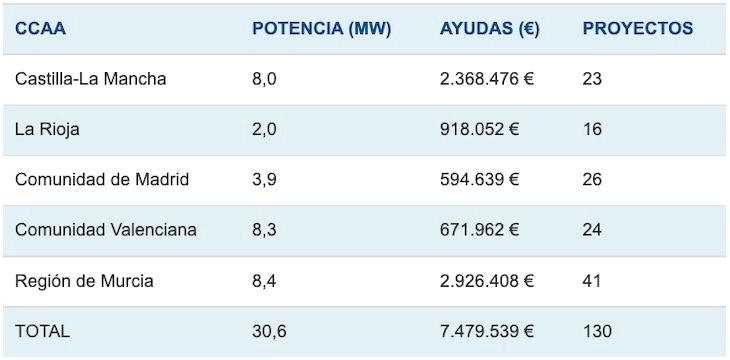 CCAA POTENCIA (MW) AYUDAS (€) PROYECTOS
Castilla-La Mancha 8,0 2.368.476 € 23
La Rioja 2,0 918.052 € 16
Comunidad de Madrid 3,9 594.639 € 26
Comunidad Valenciana 8,3 671.962 € 24
Región de Murcia 8,4 2.926.408 € 41
TOTAL 30,6 7.479.539 € 130